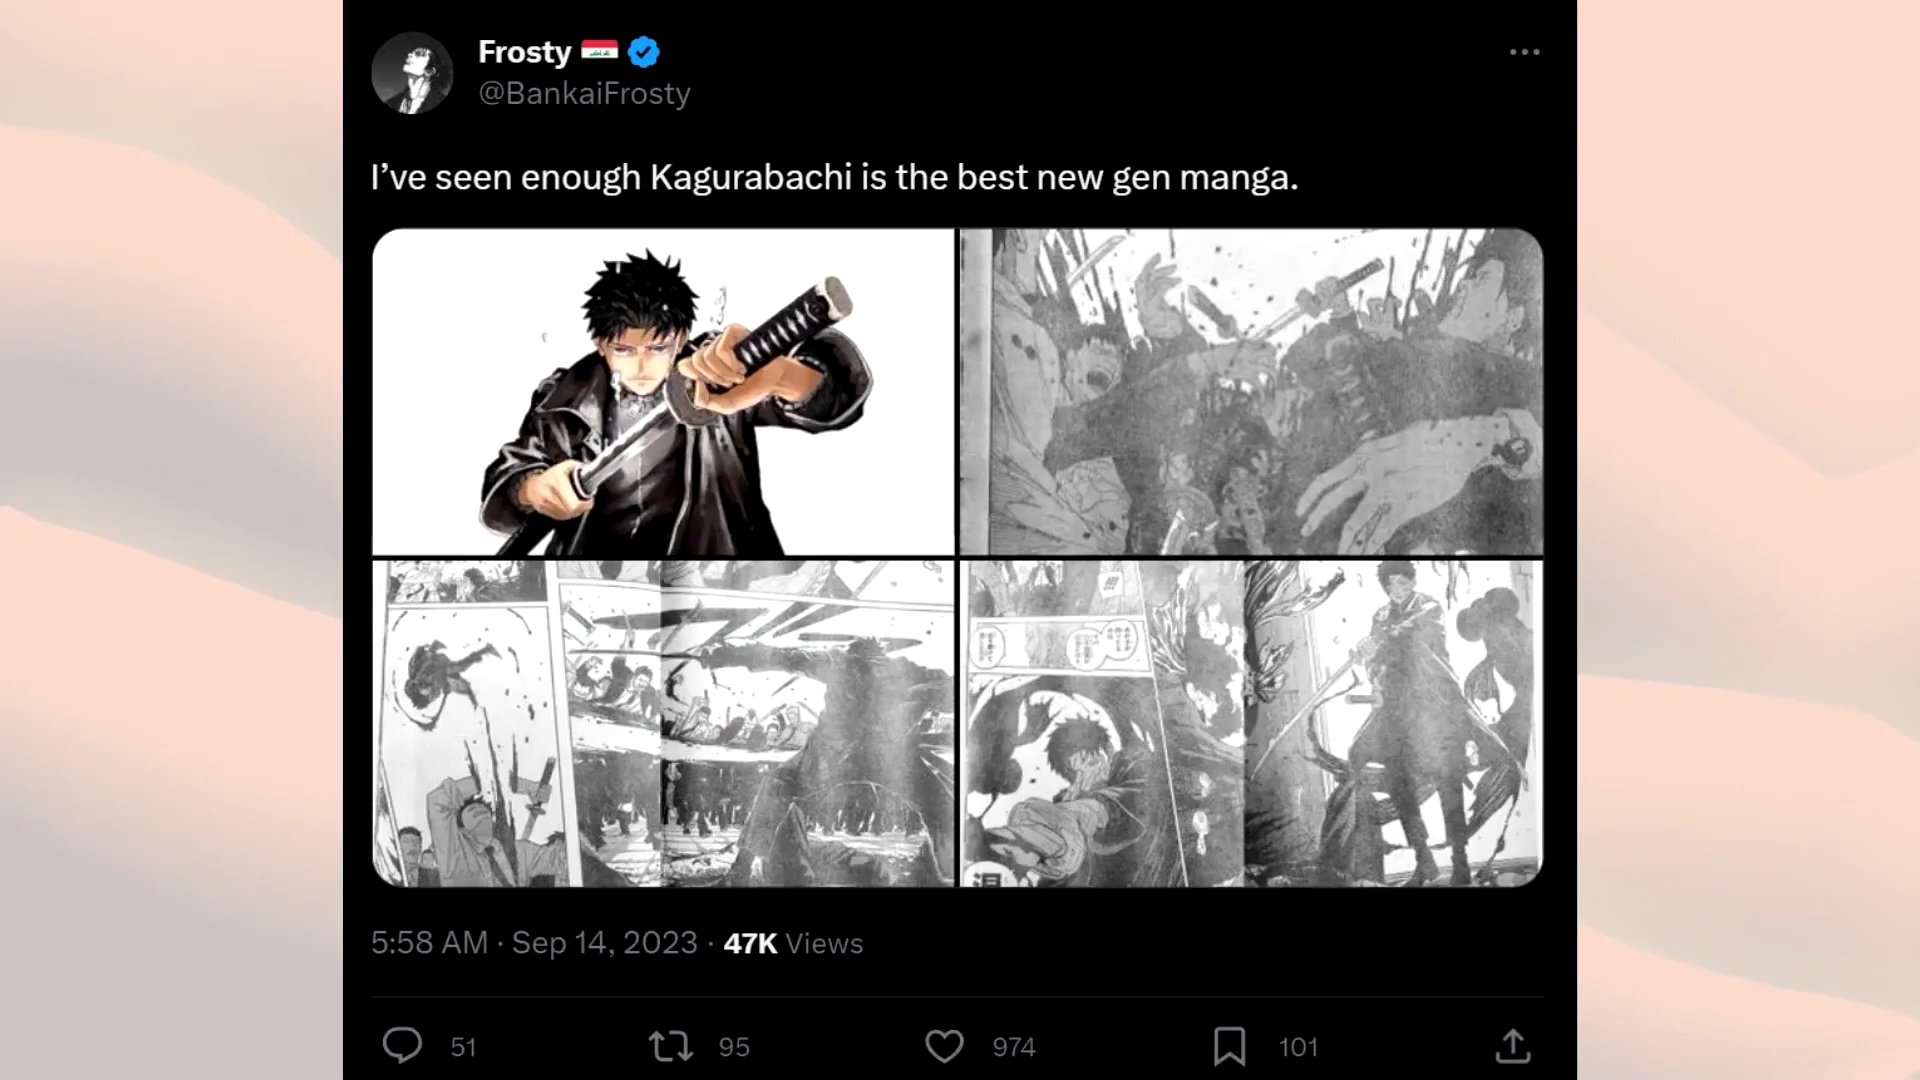 Frosty
@BankaiFrosty
I’ve seen enough Kagurabachi is the best new gen manga.
5:58 AM · Sep 14, 2023 · 47K Views
51 95 974 101